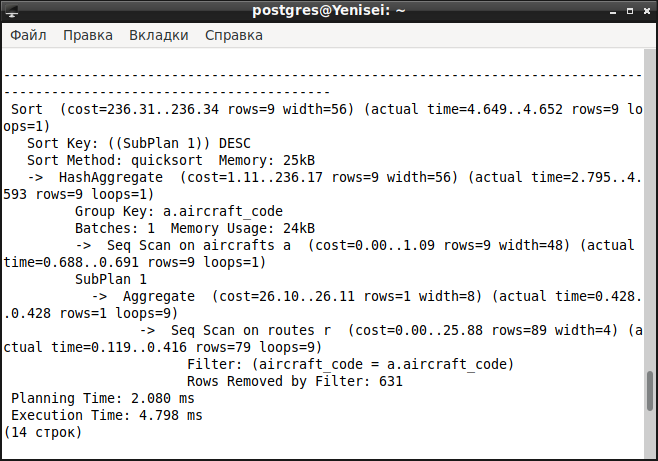 postgres@Yenisei: ~
Файл Правка Вкладки Справка
--------------------------------------------------------------------------------
-----------------------------------------
Sort  (cost=236.31..236.34 rows=9 width=56) (actual time=4.649..4.652 rows=9 lo
ops=1)
Sort Key: ((SubPlan 1)) DESC
Sort Method: quicksort  Memory: 25kB
->  HashAggregate  (cost=1.11..236.17 rows=9 width=56) (actual time=2.795..4.
593 rows=9 loops=1)
Group Key: a.aircraft_code
Batches: 1  Memory Usage: 24kB
->  Seq Scan on aircrafts a  (cost=0.00..1.09 rows=9 width=48) (actual
time=0.688..0.691 rows=9 loops=1)
SubPlan 1
->  Aggregate  (cost=26.10..26.11 rows=1 width=8) (actual time=0.428.
.0.428 rows=1 loops=9)
->  Seq Scan on routes r  (cost=0.00..25.88 rows=89 width=4) (a
ctual time=0.119..0.416 rows=79 loops=9)
Filter: (aircraft_code = a.aircraft_code)
Rows Removed by Filter: 631
Planning Time: 2.080 ms
Execution Time: 4.798 ms
(14 строк)